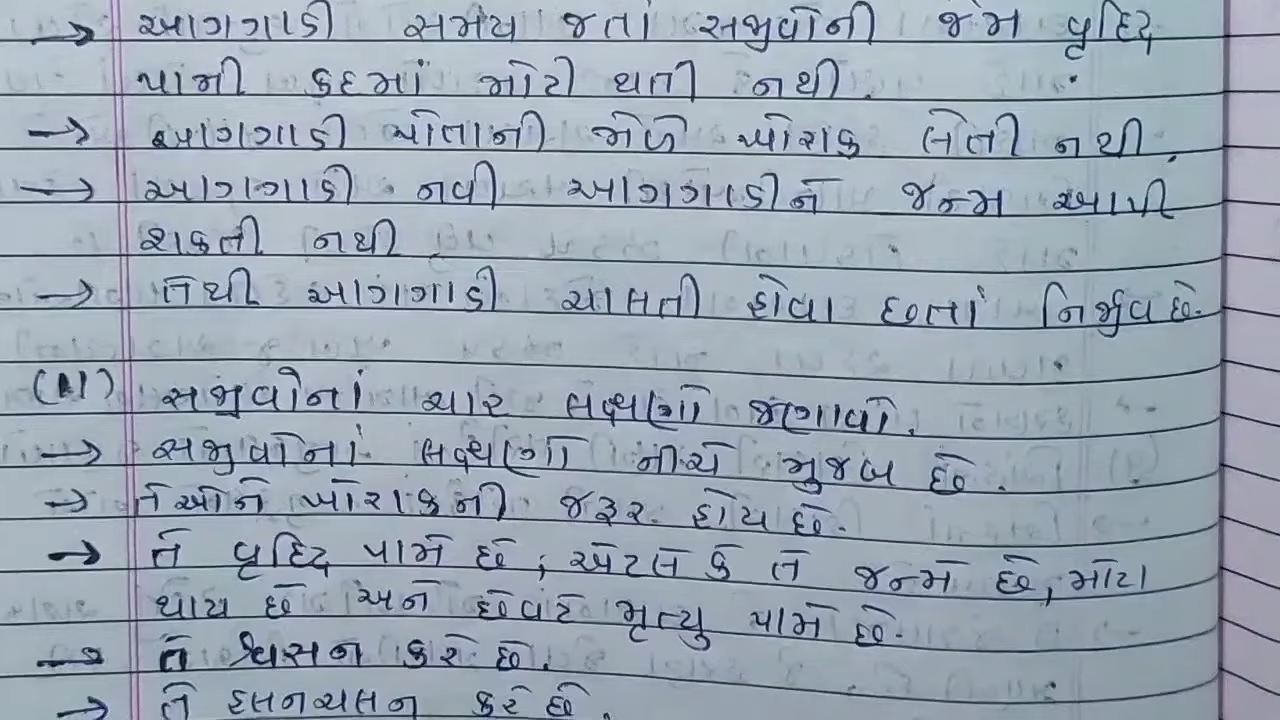 → આગગાડી સમય જતાં સજીવોની જેમ વૃદ્ધિ
પામી કદમાં મોટી થતી નથી.
→ આગગાડી પોતાની મેળે ખોરાક લેતી નથી.
→ આગગાડી નવી આગગાડીને જન્મ આપી
શકતી નથી
→ તેથી આગગાડી ચાલતી હોવા છતાં નિર્જીવ છે.
(11) સજીવોનાં ચાર લક્ષણો જણાવો.
→ સજીવોનાં લક્ષણો નીચે મુજબ છે.
→ તેઓને ખોરાકની જરૂર હોય છે.
→ તે વૃદ્ધિ પામે છે, એટલે કે તે જન્મે છે, મોટા
થાય છે અને છેવટે મૃત્યુ પામે છે.
→ તે શ્વસન કરે છે.
→ તે હલનચલન કરે છે.